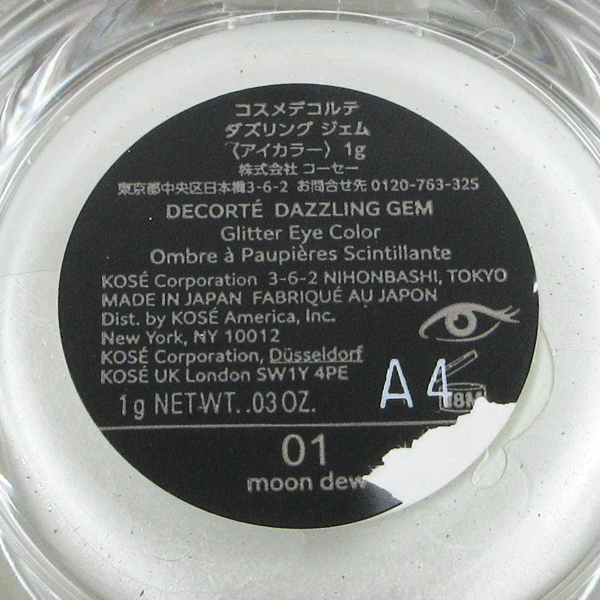 コスメデコルテ
ダズリング ジェム
〈アイカラー〉1g
株式会社 コーセー
東京都中央区日本橋3-6-2 お問合せ先 0120-763-325
DECORTÉ DAZZLING GEM
Glitter Eye Color
Ombre à Paupières Scintillante
KOSÉ Corporation 3-6-2 NIHONBASHI, TOKYO
MADE IN JAPAN FABRIQUÉ AU JAPON
Dist. by KOSÉ America, Inc.
New York, NY 10012
KOSÉ Corporation, Düsseldorf
KOSÉ UK London SW1Y 4PE
A4
18M
1g NET-WT. .03 OZ.
01
moon dew